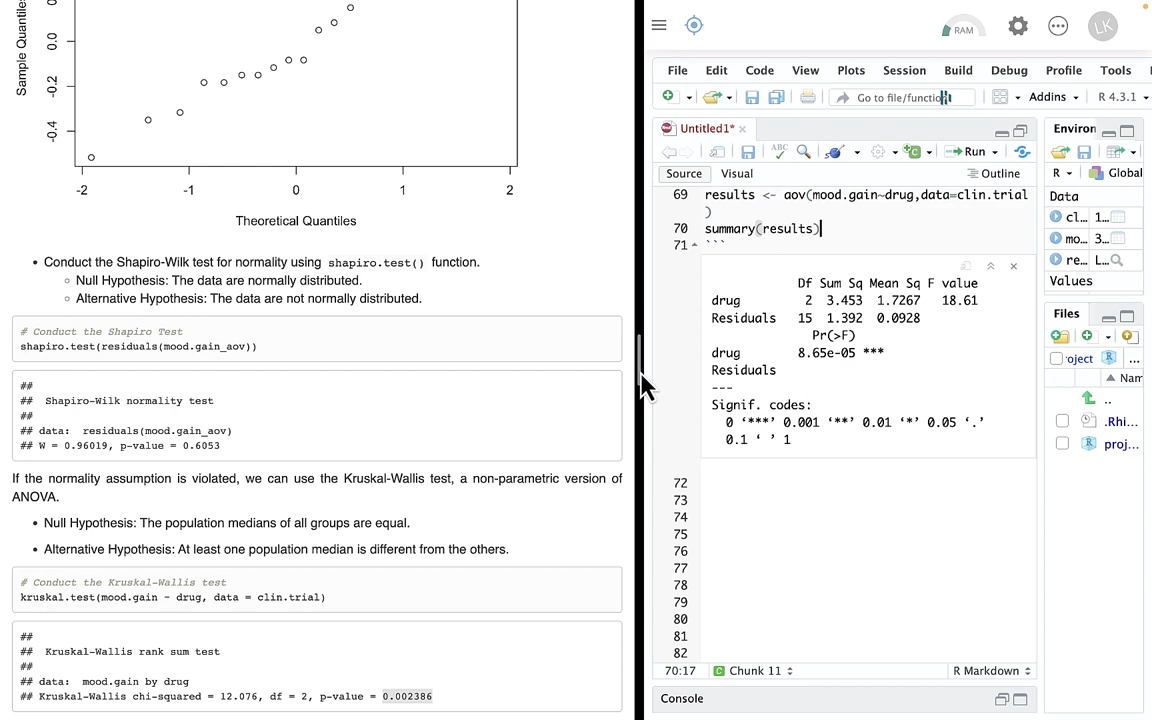 Sample Quantiles
0.0
-0.2
-0.4
-2
-1
0
1
2
Theoretical Quantiles
• Conduct the Shapiro-Wilk test for normality using shapiro.test() function.
Null Hypothesis: The data are normally distributed.
Alternative Hypothesis: The data are not normally distributed.
# Conduct the Shapiro Test
shapiro.test(residuals(mood.gain_aov))
##
## Shapiro-Wilk normality test
##
## data: residuals(mood.gain_aov)
## W = 0.96019, p-value = 0.6053
If the normality assumption is violated, we can use the Kruskal-Wallis test, a non-parametric version of
ANOVA.
• Null Hypothesis: The population medians of all groups are equal.
• Alternative Hypothesis: At least one population median is different from the others.
# Conduct the Kruskal-Wallis test
kruskal.test(mood.gain ~ drug, data = clin.trial)
##
## Kruskal-Wallis rank sum test
##
## data: mood.gain by drug
## Kruskal-Wallis chi-squared = 12.076, df = 2, p-value = 0.002386
RAM
LK
File Edit Code View Plots Session Build Debug Profile Tools
Go to file/functio
Addins
R 4.3.1
Untitled1*
ABC
Run
Source Visual
Outline
69 results <- aov(mood.gain~drug,data=clin.trial
)
70 summary(results)
71 ```
Df Sum Sq Mean Sq F value
drug 2 3.453 1.7267 18.61
Residuals 15 1.392 0.0928
Pr(>F)
drug 8.65e-05 ***
Residuals
---
Signif. codes:
0 ‘***’ 0.001 ‘**’ 0.01 ‘*’ 0.05 ‘.’
0.1 ‘ ’ 1
72
73
74
75
76
77
78
79
80
81
82
70:17 Chunk 11 R Markdown
Console
Environ
R Global
Data
cl... 1...
mo... 3...
re... L...
Values
Files
roject ...
Nam
..
.Rhi...
proj...